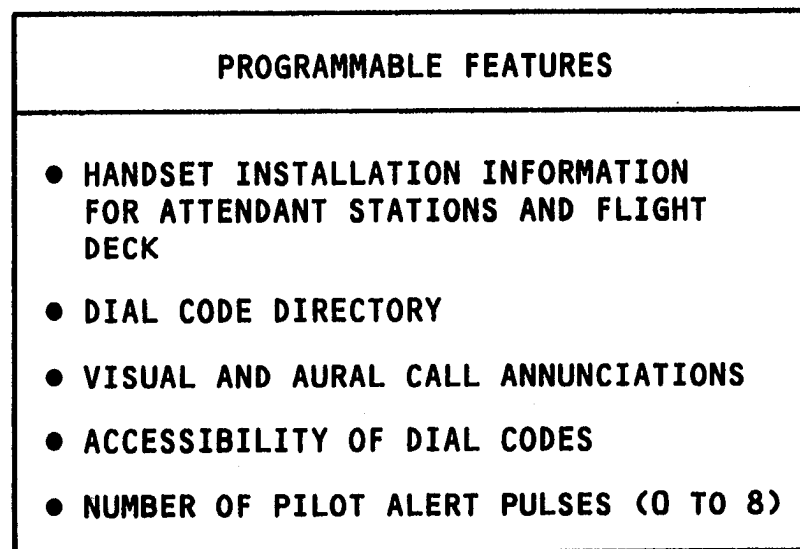 PROGRAMMABLE FEATURES
● HANDSET INSTALLATION INFORMATION
FOR ATTENDANT STATIONS AND FLIGHT
DECK
● DIAL CODE DIRECTORY
● VISUAL AND AURAL CALL ANNUNCIATIONS
● ACCESSIBILITY OF DIAL CODES
● NUMBER OF PILOT ALERT PULSES (0 TO 8)